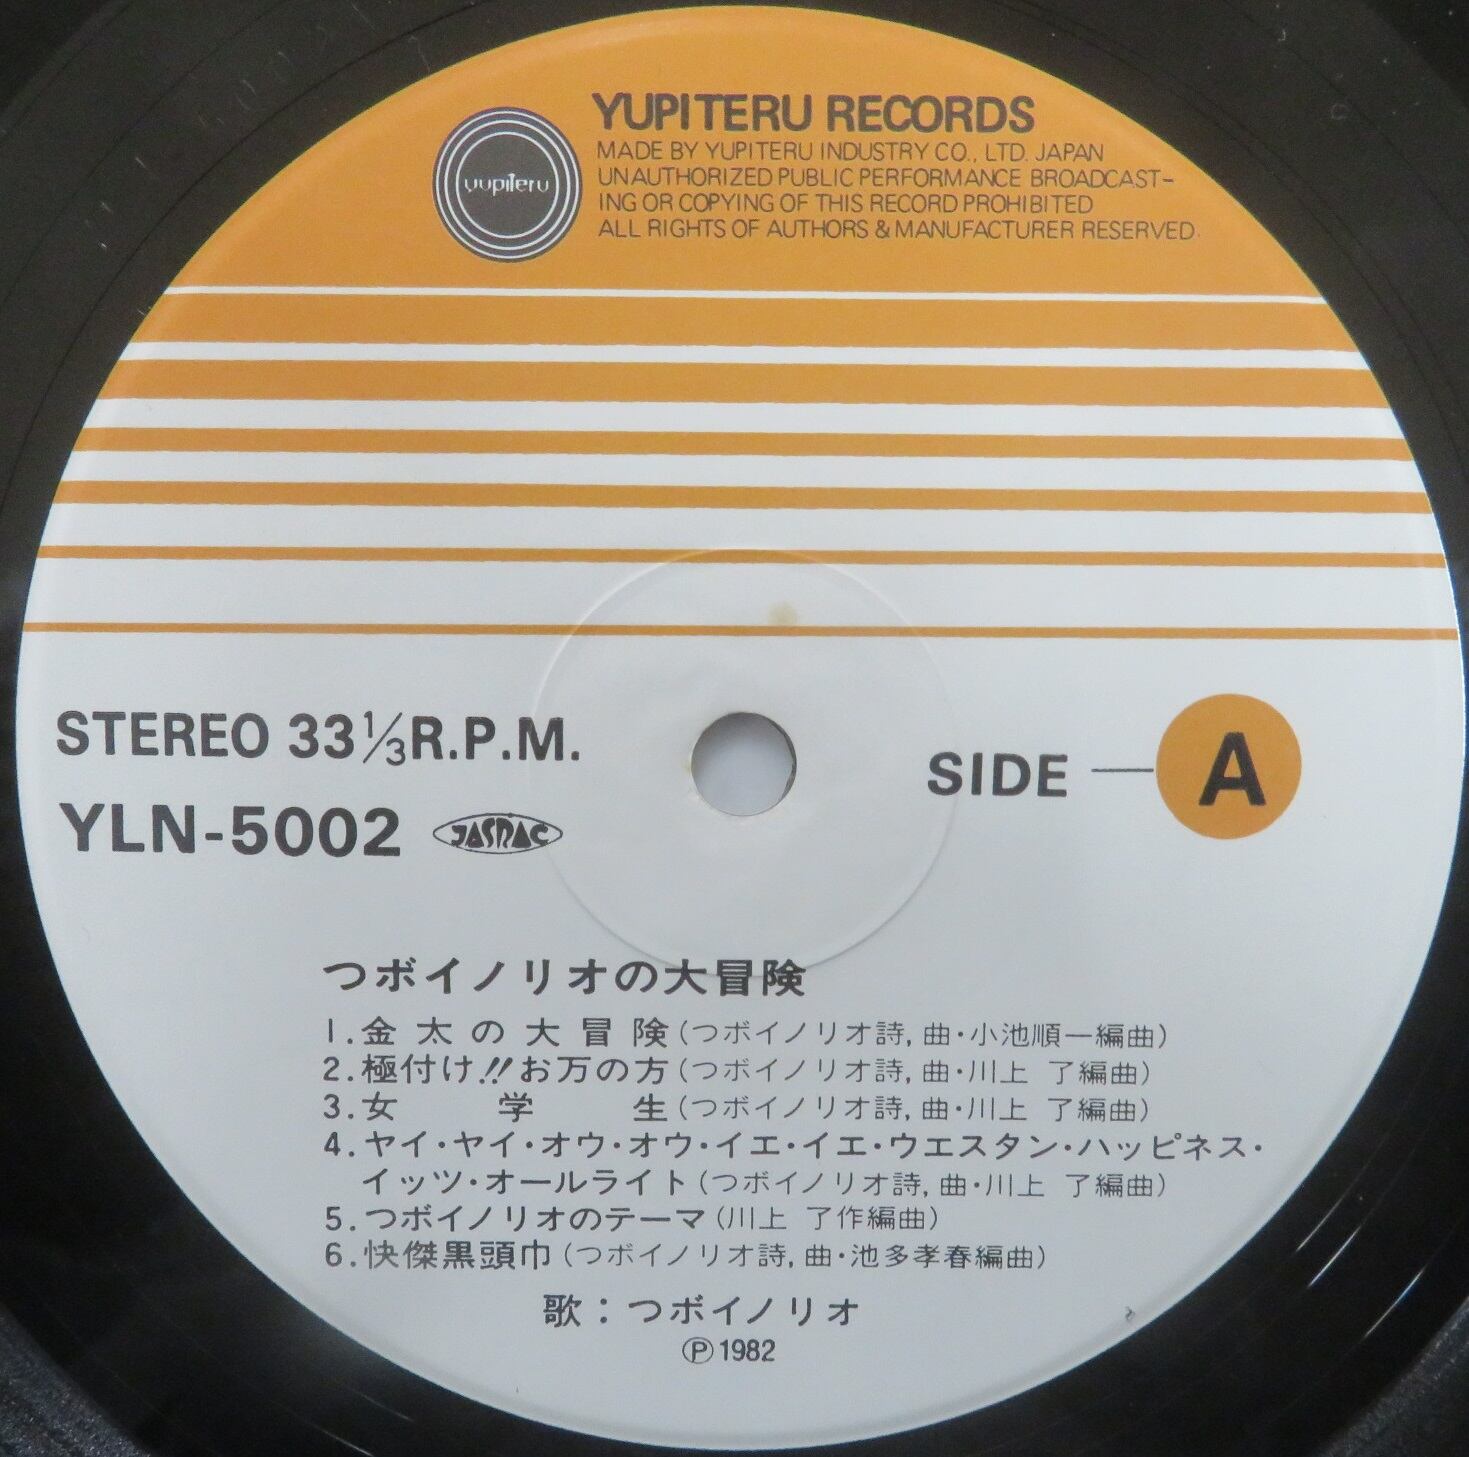 YUPITERU RECORDS
MADE BY YUPITERU INDUSTRY CO., LTD. JAPAN
UNAUTHORIZED PUBLIC PERFORMANCE BROADCAST-
ING OR COPYING OF THIS RECORD PROHIBITED
ALL RIGHTS OF AUTHORS & MANUFACTURER RESERVED.
yupiteru
STEREO 33⅓R.P.M.
SIDE — A
YLN-5002 JASRAC
つボイノリオの大冒険
1.金太の大冒険(つボイノリオ詩,曲・小池順一編曲)
2.極付け!!お万の方(つボイノリオ詩,曲・川上 了編曲)
3.女学生(つボイノリオ詩,曲・川上 了編曲)
4.ヤイ・ヤイ・オウ・オウ・イエ・イエ・ウエスタン・ハッピネス・
イッツ・オールライト(つボイノリオ詩,曲・川上 了編曲)
5.つボイノリオのテーマ(川上 了作編曲)
6.快傑黒頭巾(つボイノリオ詩,曲・池多孝春編曲)
歌：つボイノリオ
Ⓟ1982